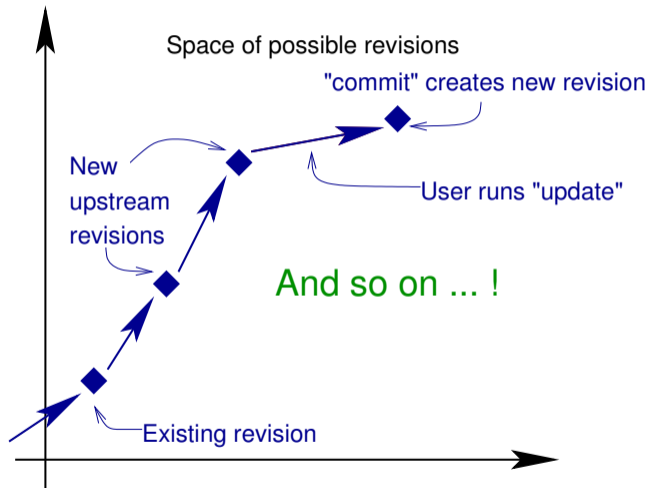 Space of possible revisions
"commit" creates new revision
New
upstream
revisions
User runs "update"
And so on ... !
Existing revision